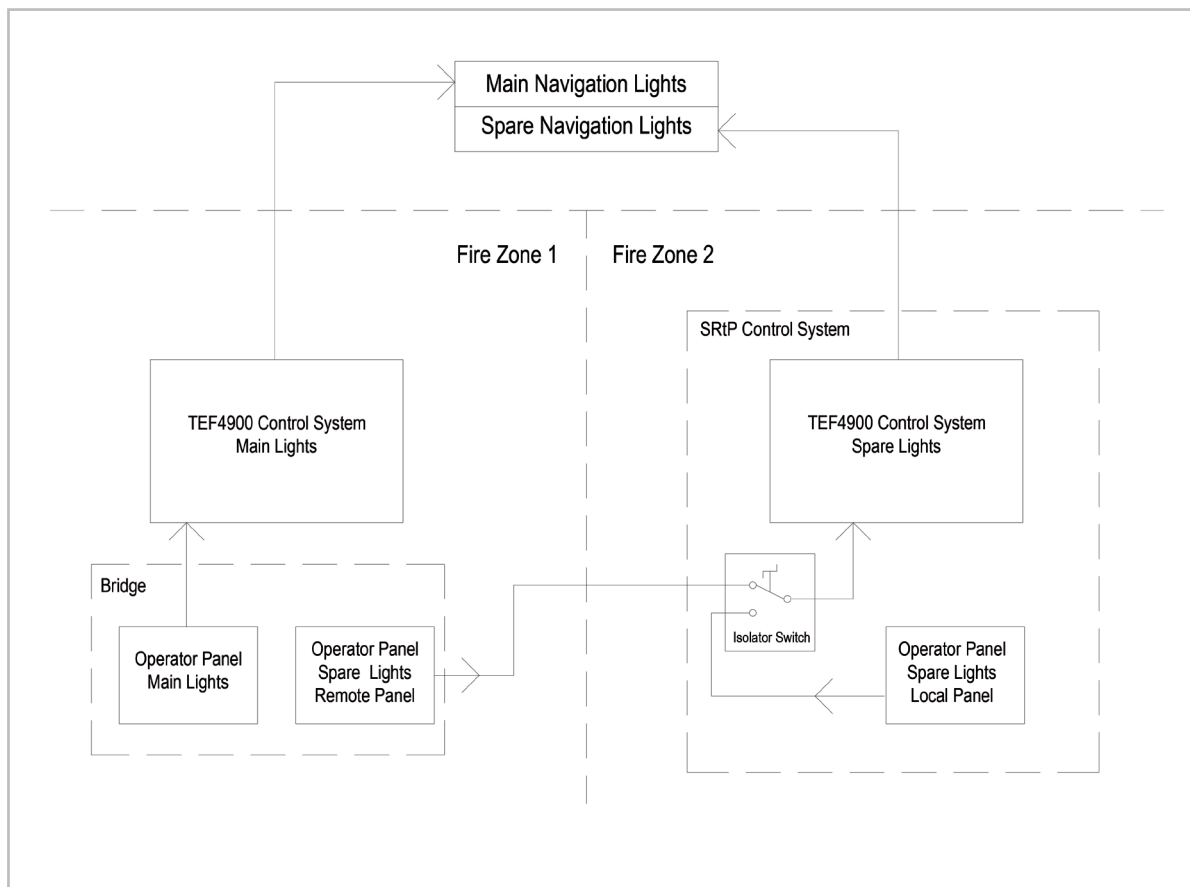 Main Navigation Lights
Spare Navigation Lights
Fire Zone 1
Fire Zone 2
SRtP Control System
TEF4900 Control System
Main Lights
TEF4900 Control System
Spare Lights
Bridge
Operator Panel
Main Lights
Operator Panel
Spare Lights
Remote Panel
Isolator Switch
Operator Panel
Spare Lights
Local Panel